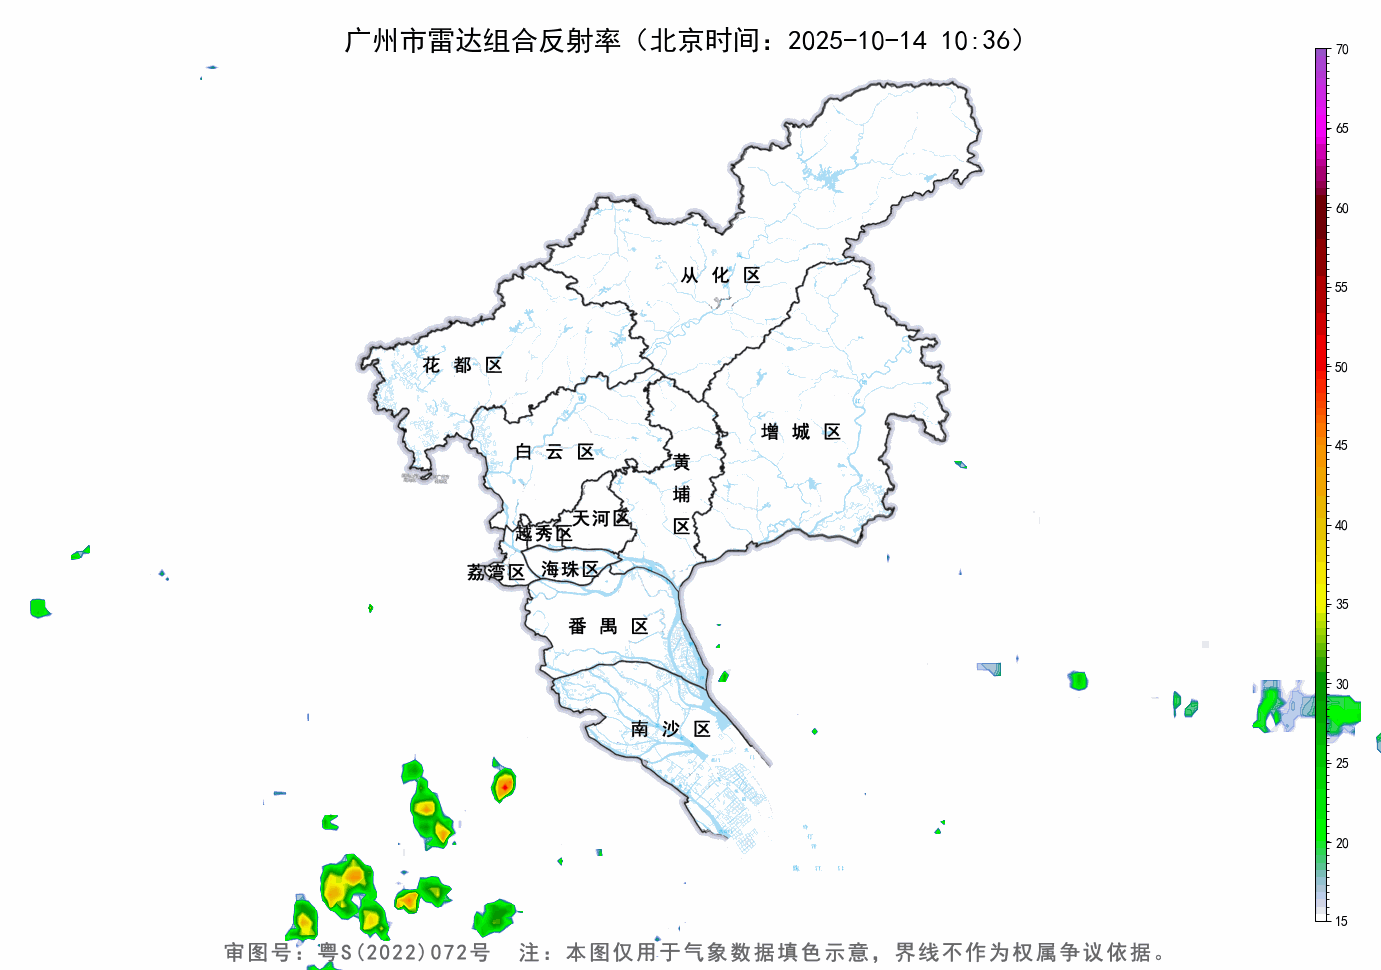 广州市雷达组合反射率（北京时间：2025-10-14 10:36）
70
65
60
55
50
45
40
35
30
25
20
15
从化区
花都区
增城区
白云区
黄埔区
天河区
越秀区
荔湾区
海珠区
番禺区
南沙区
审图号：粤S(2022)072号 注：本图仅用于气象数据填色示意，界线不作为权属争议依据。